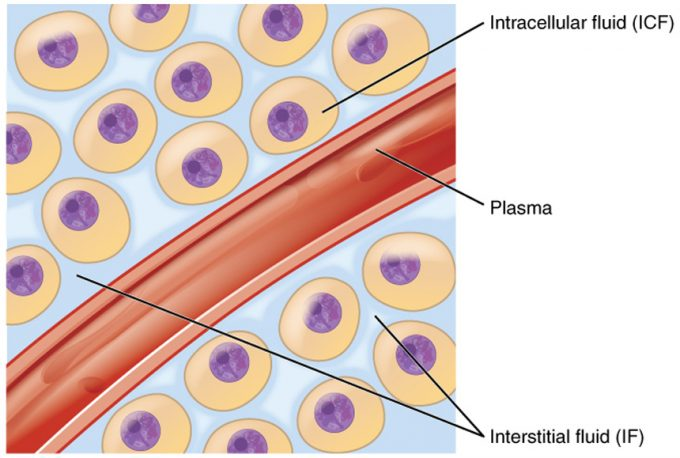 Intracellular fluid (ICF)
Plasma
Interstitial fluid (IF)